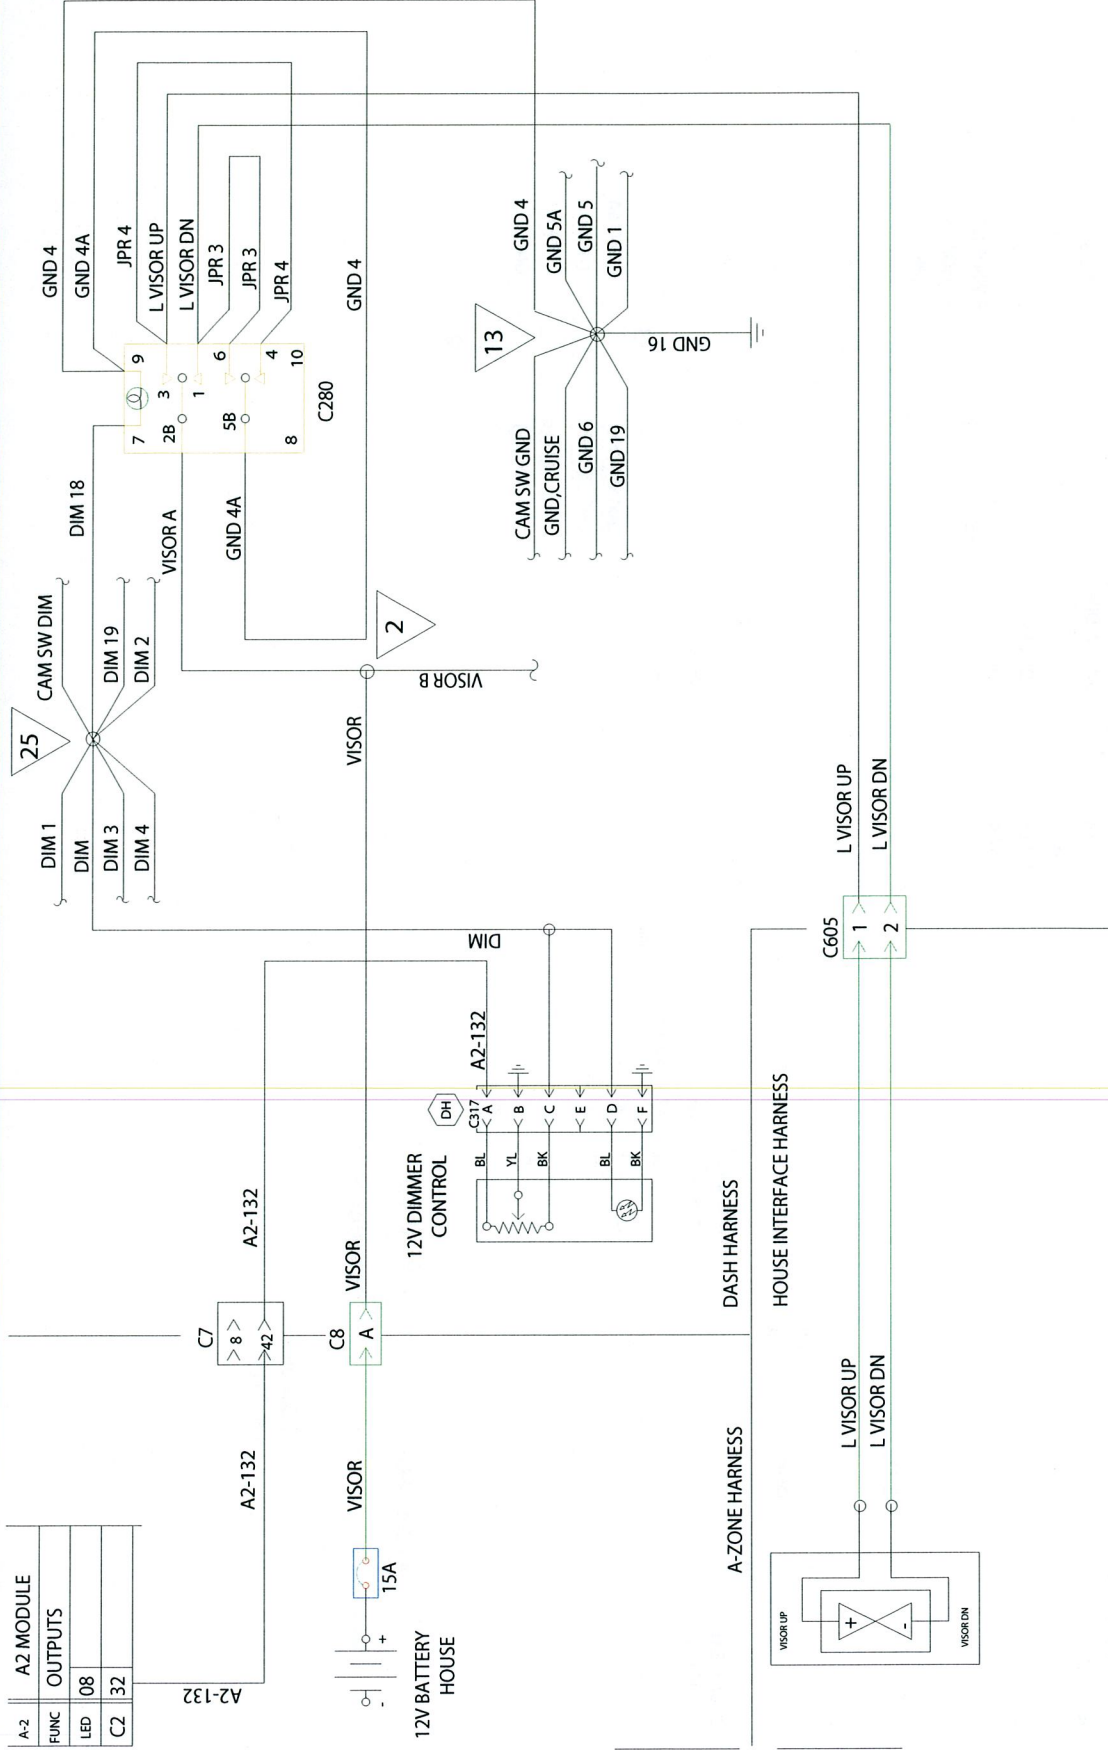 A-2 A2 MODULE
FUNC OUTPUTS
LED 08
C2 32
A2-132
A2-132
C7
8
42
A2-132
A2-132
12V BATTERY
HOUSE
-
+
15A
VISOR
C8
A
VISOR
VISOR
VISOR A
VISOR B
2
12V DIMMER
CONTROL
DH
C317
A
B
C
E
D
F
BL
YL
BK
BL
BK
DIM
25
DIM 1
DIM
DIM 3
DIM 4
CAM SW DIM
DIM 18
DIM 19
DIM 2
GND 4A
7
2B
5B
8
9
3
1
6
4
10
C280
GND 4
GND 4A
JPR 4
L VISOR UP
L VISOR DN
JPR 3
JPR 3
JPR 4
GND 4
13
CAM SW GND
GND,CRUISE
GND 6
GND 19
GND 4
GND 5A
GND 5
GND 1
GND 16
A-ZONE HARNESS
DASH HARNESS
HOUSE INTERFACE HARNESS
VISOR UP
+
-
VISOR DN
L VISOR UP
L VISOR DN
C605
1
2
L VISOR UP
L VISOR DN